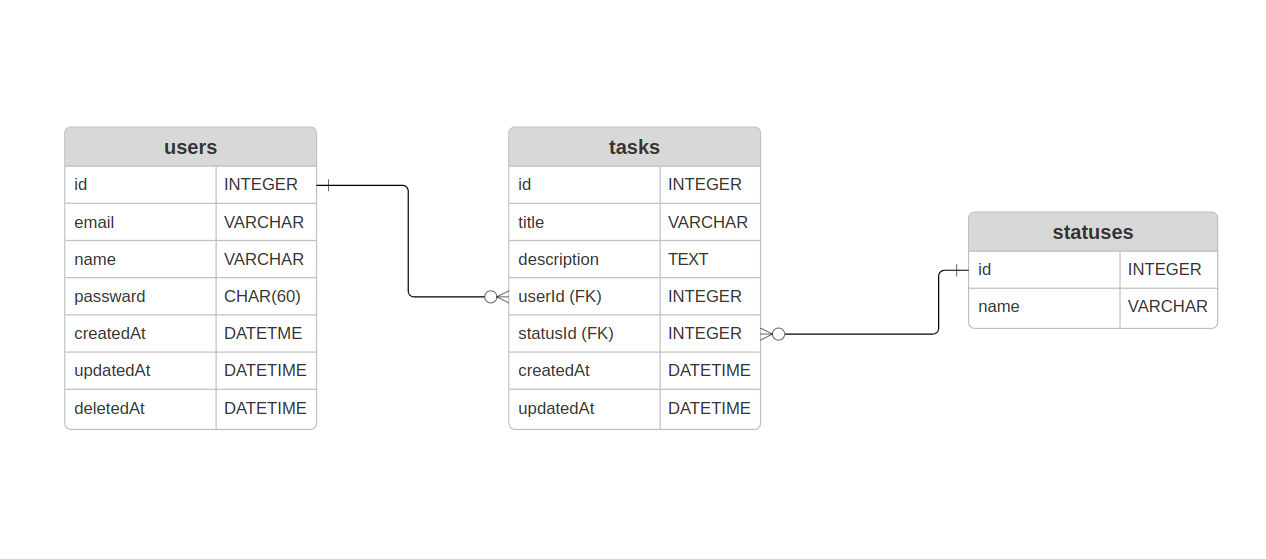 users
id INTEGER
email VARCHAR
name VARCHAR
passward CHAR(60)
createdAt DATETME
updatedAt DATETIME
deletedAt DATETIME
tasks
id INTEGER
title VARCHAR
description TEXT
userId (FK) INTEGER
statusId (FK) INTEGER
createdAt DATETIME
updatedAt DATETIME
statuses
id INTEGER
name VARCHAR